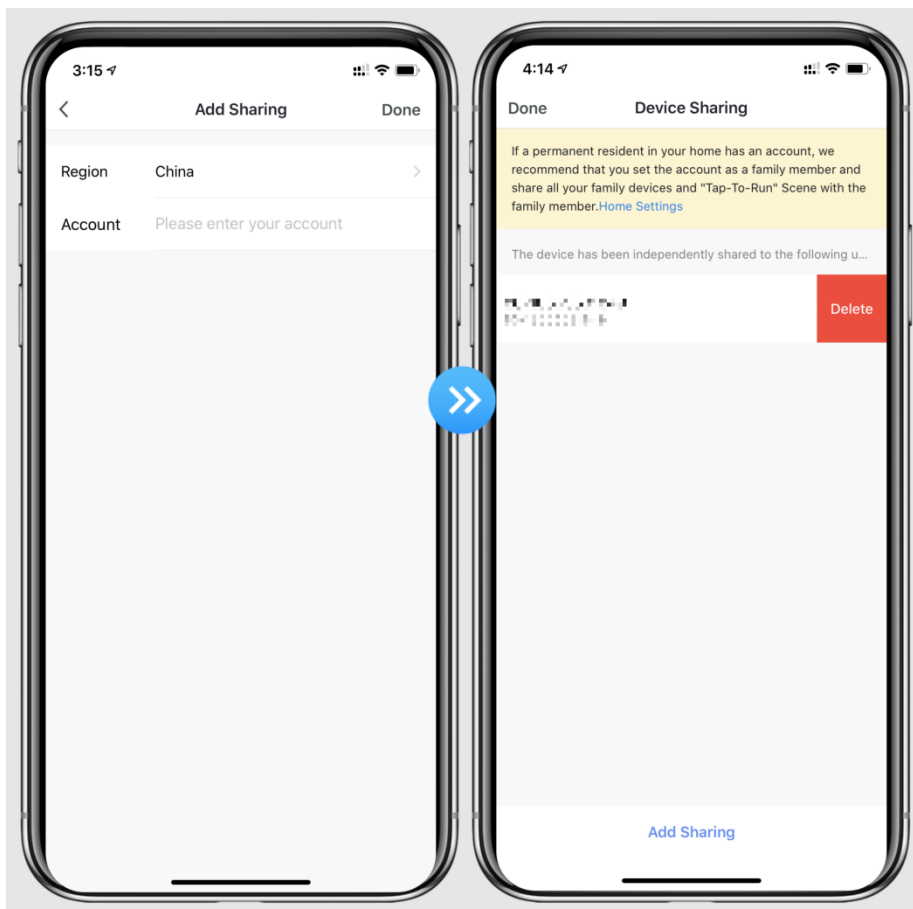 3:15
Add Sharing
Done
Region
China
Account
Please enter your account
4:14
Done
Device Sharing
If a permanent resident in your home has an account, we
recommend that you set the account as a family member and
share all your family devices and "Tap-To-Run" Scene with the
family member.Home Settings
The device has been independently shared to the following u...
Delete
Add Sharing